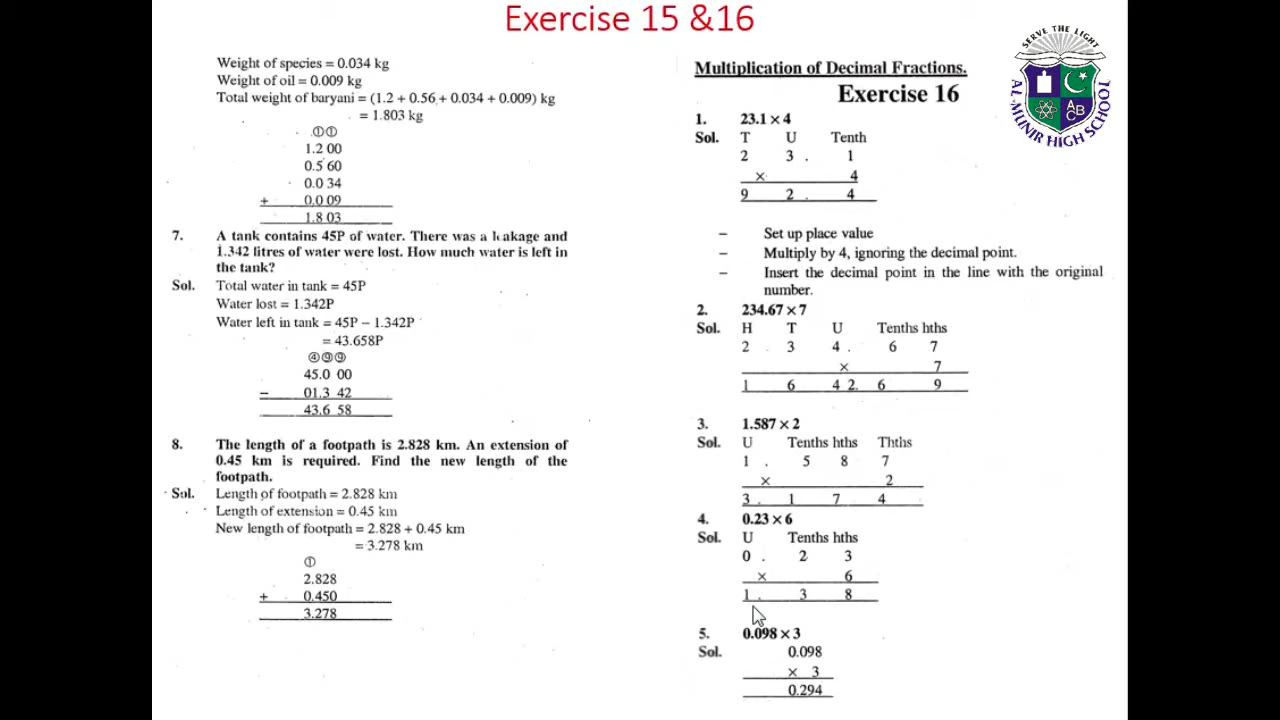 Exercise 15 &16
Weight of species = 0.034 kg
Weight of oil = 0.009 kg
Total weight of baryani = (1.2 + 0.56 + 0.034 + 0.009) kg
= 1.803 kg
①①
1.2 00
0.5 60
0.0 34
+ 0.0 09
1.8 03
7. A tank contains 45P of water. There was a leakage and
1.342 litres of water were lost. How much water is left in
the tank?
Sol. Total water in tank = 45P
Water lost = 1.342P
Water left in tank = 45P – 1.342P
= 43.658P
④⑨⑨
45.0 00
– 01.3 42
43.6 58
8. The length of a footpath is 2.828 km. An extension of
0.45 km is required. Find the new length of the
footpath.
Sol. Length of footpath = 2.828 km
Length of extension = 0.45 km
New length of footpath = 2.828 + 0.45 km
= 3.278 km
①
2.828
+ 0.450
3.278
SERVE THE LIGHT
ABC
AL-MUNIR HIGH SCHOOL
Multiplication of Decimal Fractions.
Exercise 16
1. 23.1 × 4
Sol. T U Tenth
2 3 . 1
× 4
9 2 . 4
– Set up place value
– Multiply by 4, ignoring the decimal point.
– Insert the decimal point in the line with the original
number.
2. 234.67 × 7
Sol. H T U Tenths hths
2 3 4 . 6 7
× 7
1 6 4 2. 6 9
3. 1.587 × 2
Sol. U Tenths hths Thths
1 . 5 8 7
× 2
3 . 1 7 4
4. 0.23 × 6
Sol. U Tenths hths
0 . 2 3
× 6
1 . 3 8
5. 0.098 × 3
Sol. 0.098
× 3
0.294